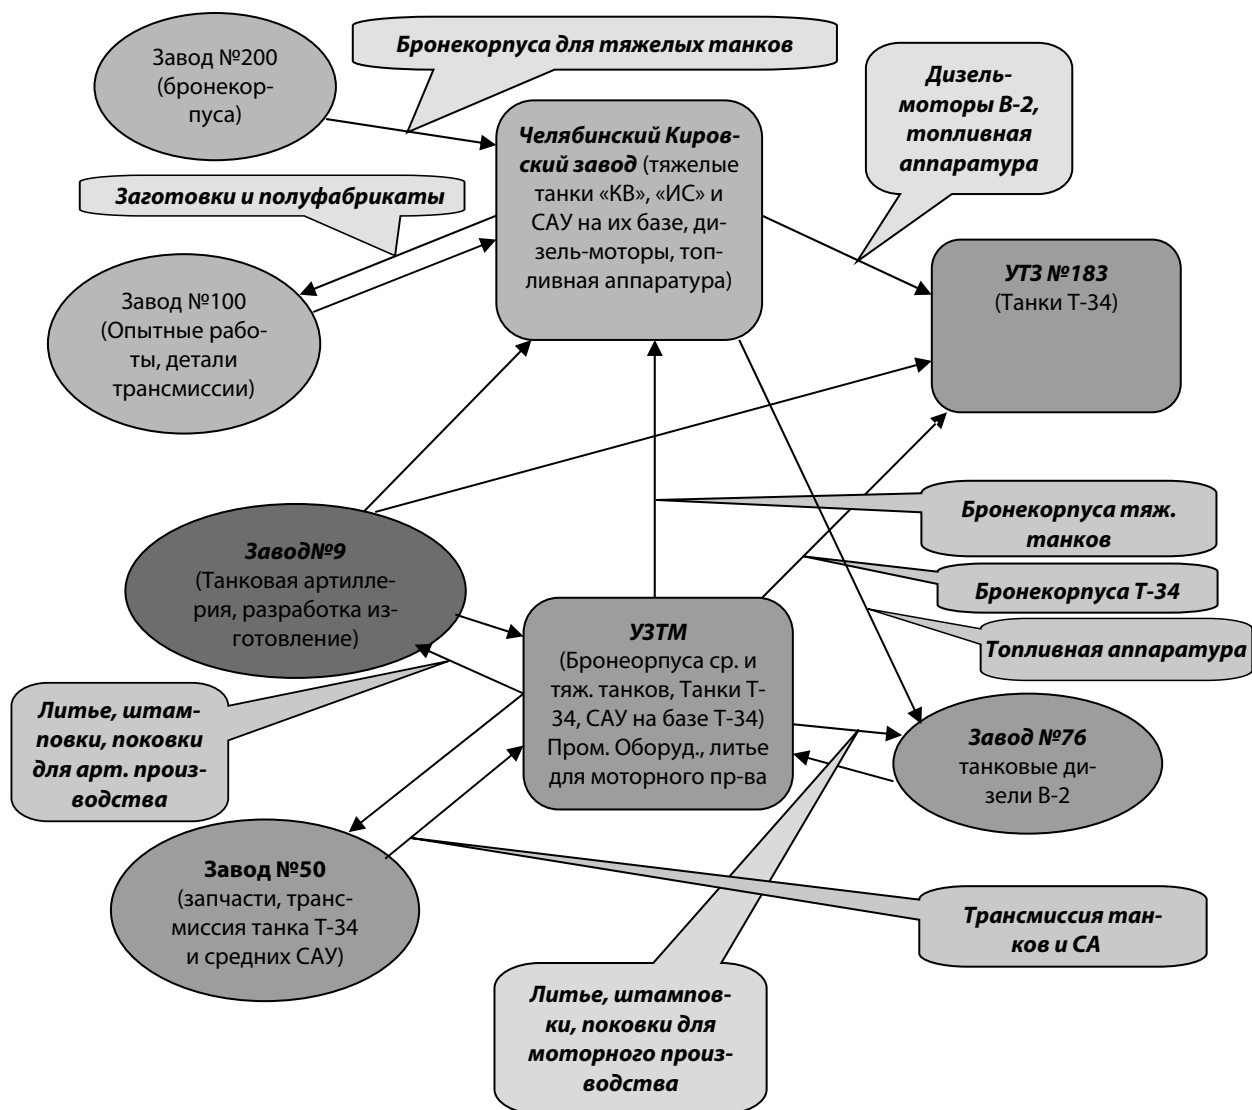 Завод №200
(бронекор-
пуса)
Бронекорпуса для тяжелых танков
Дизель-
моторы В-2,
топливная
аппаратура
Челябинский Киров-
ский завод (тяжелые
танки «КВ», «ИС» и
САУ на их базе, ди-
зель-моторы, топ-
ливная аппаратура)
Заготовки и полуфабрикаты
УТЗ №183
(Танки Т-34)
Завод №100
(Опытные рабо-
ты, детали
трансмиссии)
Завод№9
(Танковая артилле-
рия, разработка из-
готовление)
Бронекорпуса тяж.
танков
Бронекорпуса Т-34
Топливная аппаратура
УЗТМ
(Бронеорпуса ср. и
тяж. танков, Танки Т-
34, САУ на базе Т-34)
Пром. Оборуд., литье
для моторного пр-ва
Литье, штам-
повки, поковки
для арт. произ-
водства
Завод №76
танковые ди-
зели В-2
Завод №50
(запчасти, транс-
миссия танка Т-34
и средних САУ)
Трансмиссия тан-
ков и СА
Литье, штампов-
ки, поковки для
моторного произ-
водства